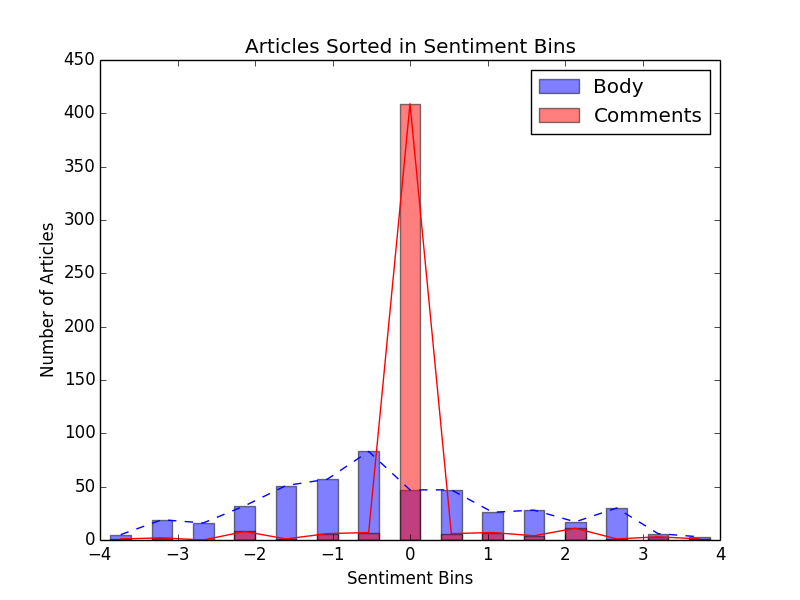 Articles Sorted in Sentiment Bins
Body
Comments
450
400
350
300
250
200
150
100
50
0
Number of Articles
−4 −3 −2 −1 0 1 2 3 4
Sentiment Bins